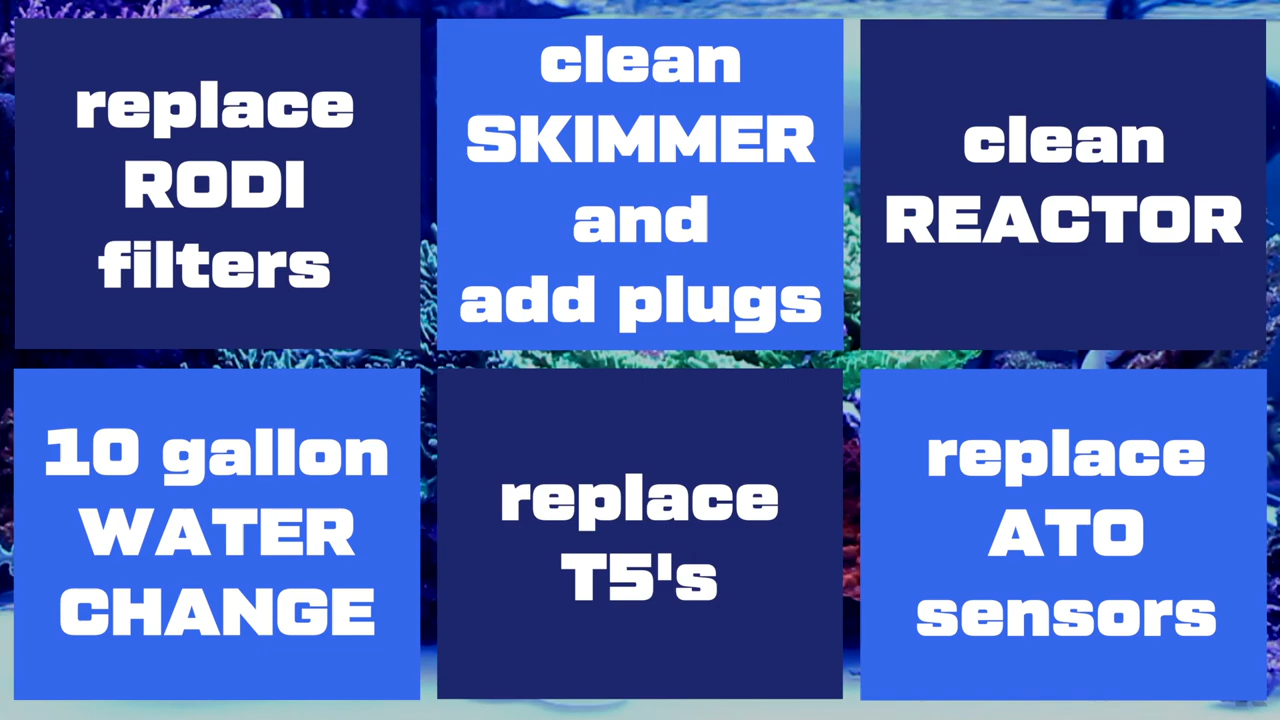 replace
RODI
filters
clean
SKIMMER
and
add plugs
clean
REACTOR
10 gallon
WATER
CHANGE
replace
T5's
replace
ATO
sensors